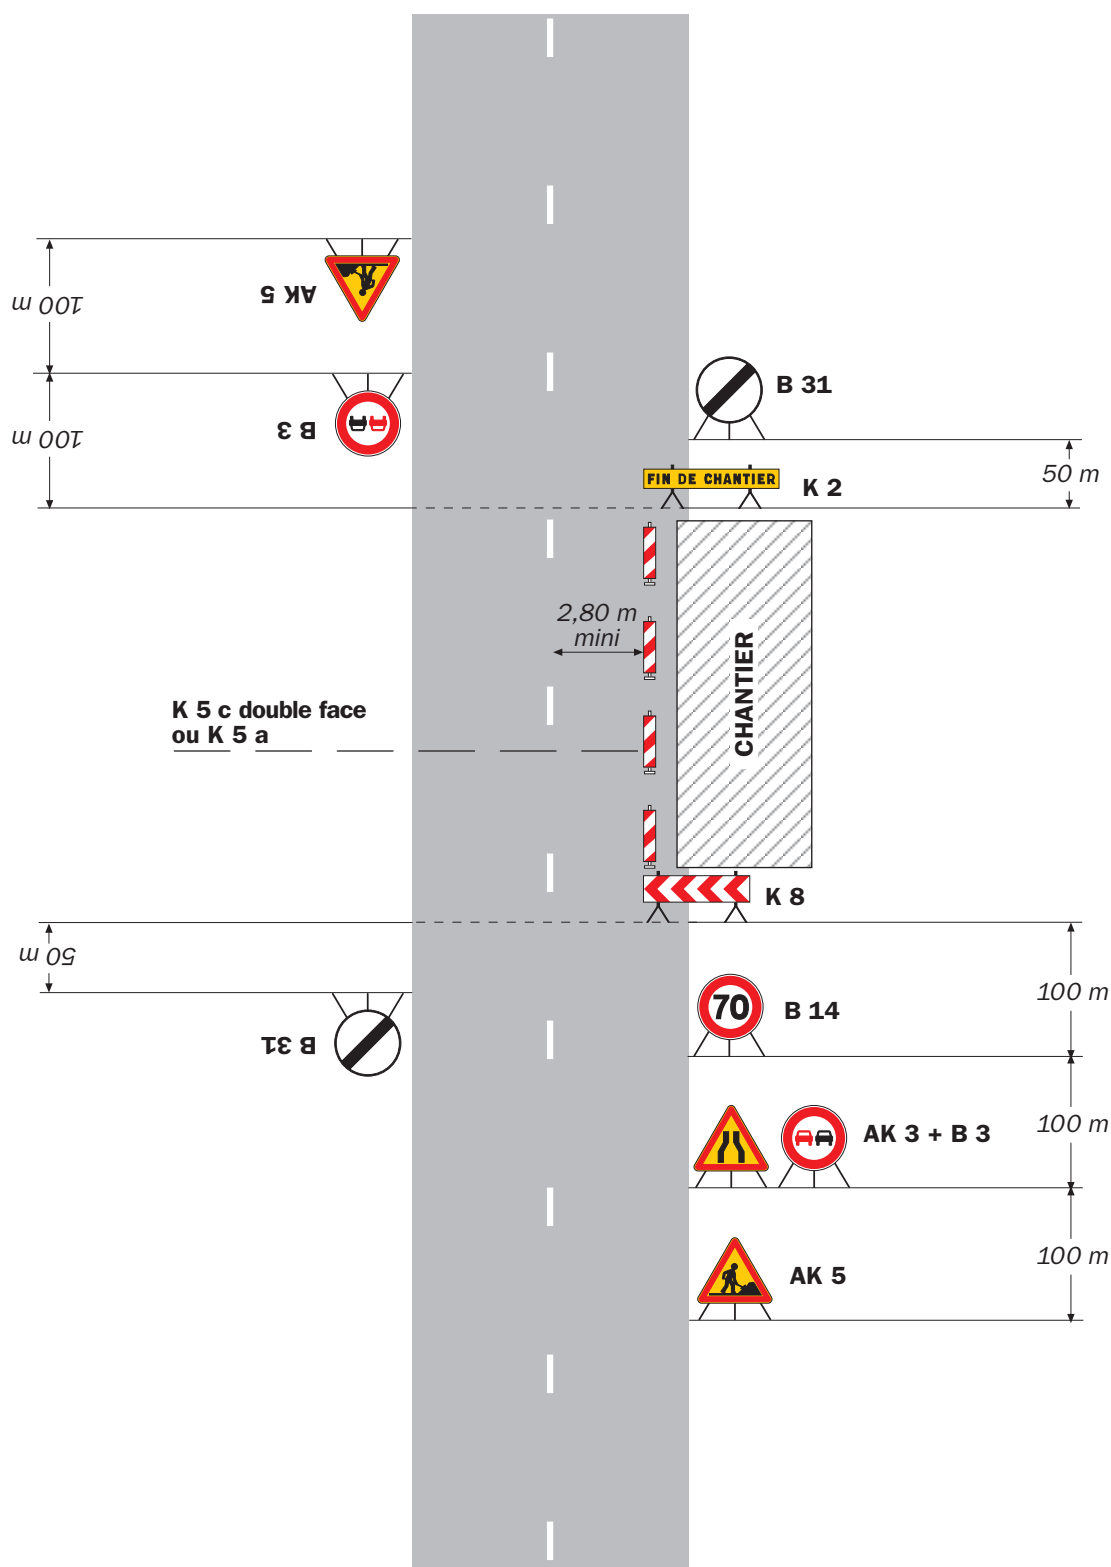 100 m
AK 5
100 m
B 3
B 31
FIN DE CHANTIER
K 2
50 m
2,80 m
mini
CHANTIER
K 5 c double face
ou K 5 a
K 8
50 m
B 31
70
B 14
100 m
AK 3 + B 3
100 m
AK 5
100 m